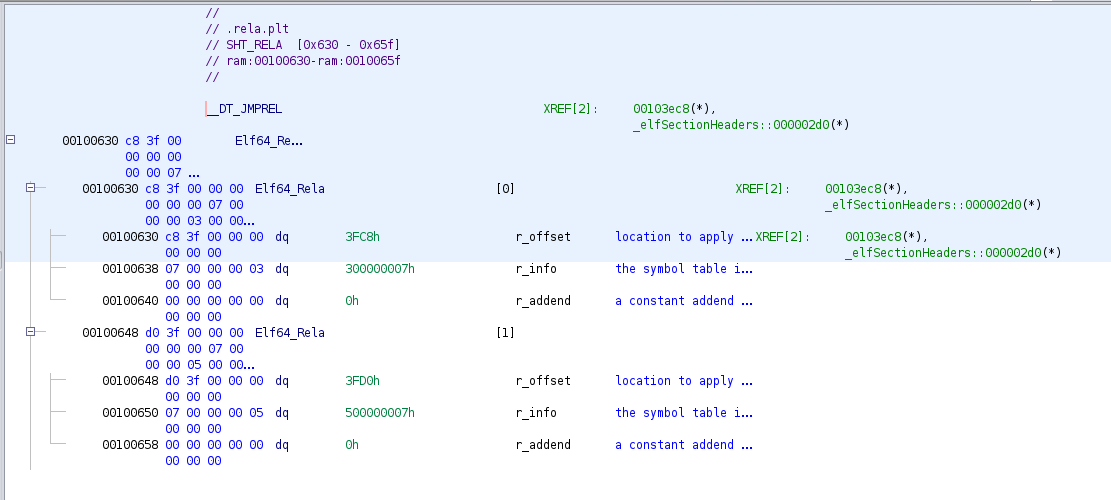 //
// .rela.plt
// SHT_RELA  [0x630 - 0x65f]
// ram:00100630-ram:0010065f
//
__DT_JMPREL XREF[2]: 00103ec8(*),
_elfSectionHeaders::000002d0(*)
00100630 c8 3f 00 Elf64_Re...
00 00 00
00 00 07 ...
00100630 c8 3f 00 00 00 Elf64_Rela [0] XREF[2]: 00103ec8(*),
00 00 00 07 00 _elfSectionHeaders::000002d0(*)
00 00 03 00 00...
00100630 c8 3f 00 00 00 dq 3FC8h r_offset location to apply ... XREF[2]: 00103ec8(*),
00 00 00 _elfSectionHeaders::000002d0(*)
00100638 07 00 00 00 03 dq 300000007h r_info the symbol table i...
00 00 00
00100640 00 00 00 00 00 dq 0h r_addend a constant addend ...
00 00 00
00100648 d0 3f 00 00 00 Elf64_Rela [1]
00 00 00 07 00
00 00 05 00 00...
00100648 d0 3f 00 00 00 dq 3FD0h r_offset location to apply ...
00 00 00
00100650 07 00 00 00 05 dq 500000007h r_info the symbol table i...
00 00 00
00100658 00 00 00 00 00 dq 0h r_addend a constant addend ...
00 00 00